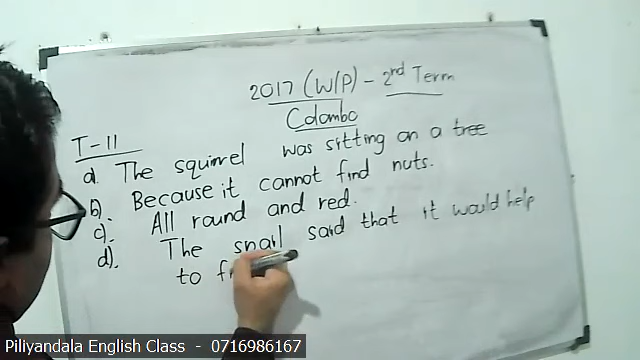 2017 (W/P) - 2nd Term
Colombo
T-11
a. The squirrel was sitting on a tree
b). Because it cannot find nuts.
c). All round and red.
d). The snail said that it would help
to
Piliyandala English Class - 0716986167